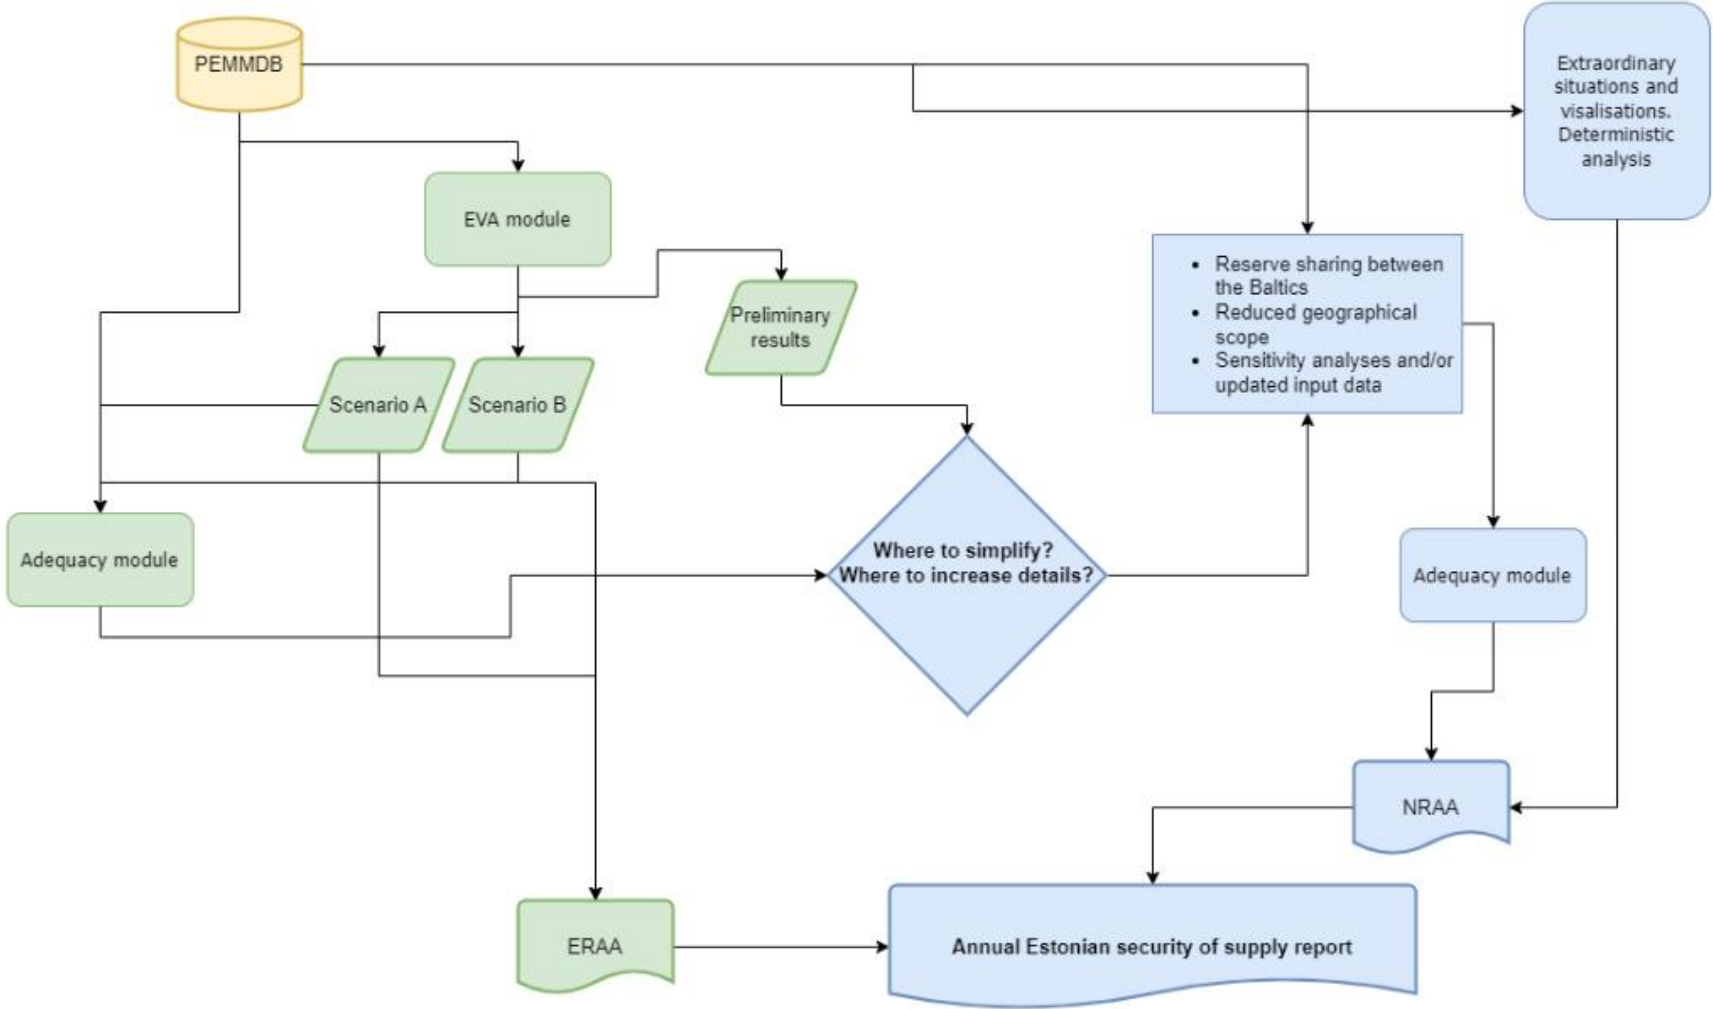 PEMMDB
Extraordinary
situations and
visalisations.
Deterministic
analysis
EVA module
• Reserve sharing between
the Baltics
• Reduced geographical
scope
• Sensitivity analyses and/or
updated input data
Preliminary
results
Scenario A
Scenario B
Adequacy module
Where to simplify?
Where to increase details?
Adequacy module
NRAA
ERAA
Annual Estonian security of supply report